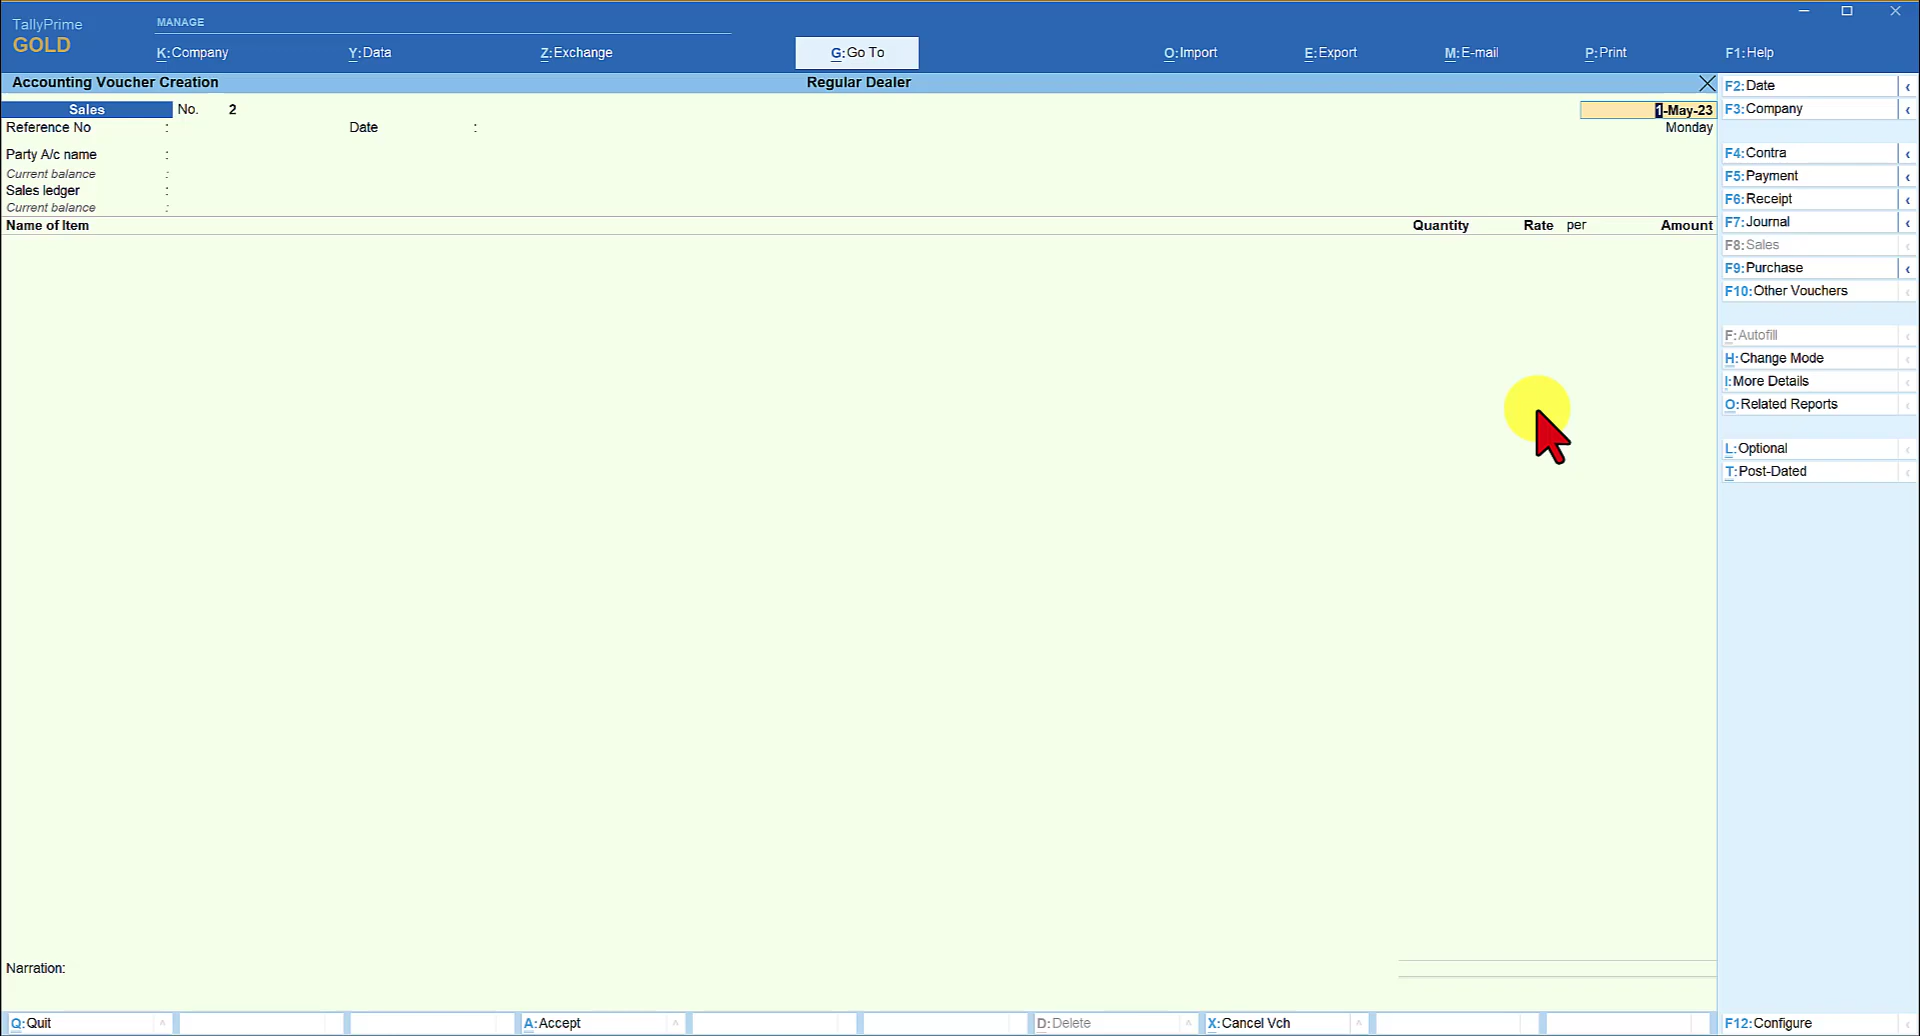 TallyPrime
GOLD
MANAGE
K:Company
Y:Data
Z:Exchange
G:Go To
O:Import
E:Export
M:E-mail
P:Print
F1:Help
Accounting Voucher Creation
Regular Dealer
Sales
No.
2
1-May-23
Reference No :
Date :
Monday
Party A/c name :
Current balance :
Sales ledger :
Current balance :
Name of Item
Quantity
Rate
per
Amount
Narration:
F2:Date
F3:Company
F4:Contra
F5:Payment
F6:Receipt
F7:Journal
F8:Sales
F9:Purchase
F10:Other Vouchers
F:Autofill
H:Change Mode
I:More Details
O:Related Reports
L:Optional
T:Post-Dated
Q:Quit
A:Accept
D:Delete
X:Cancel Vch
F12:Configure